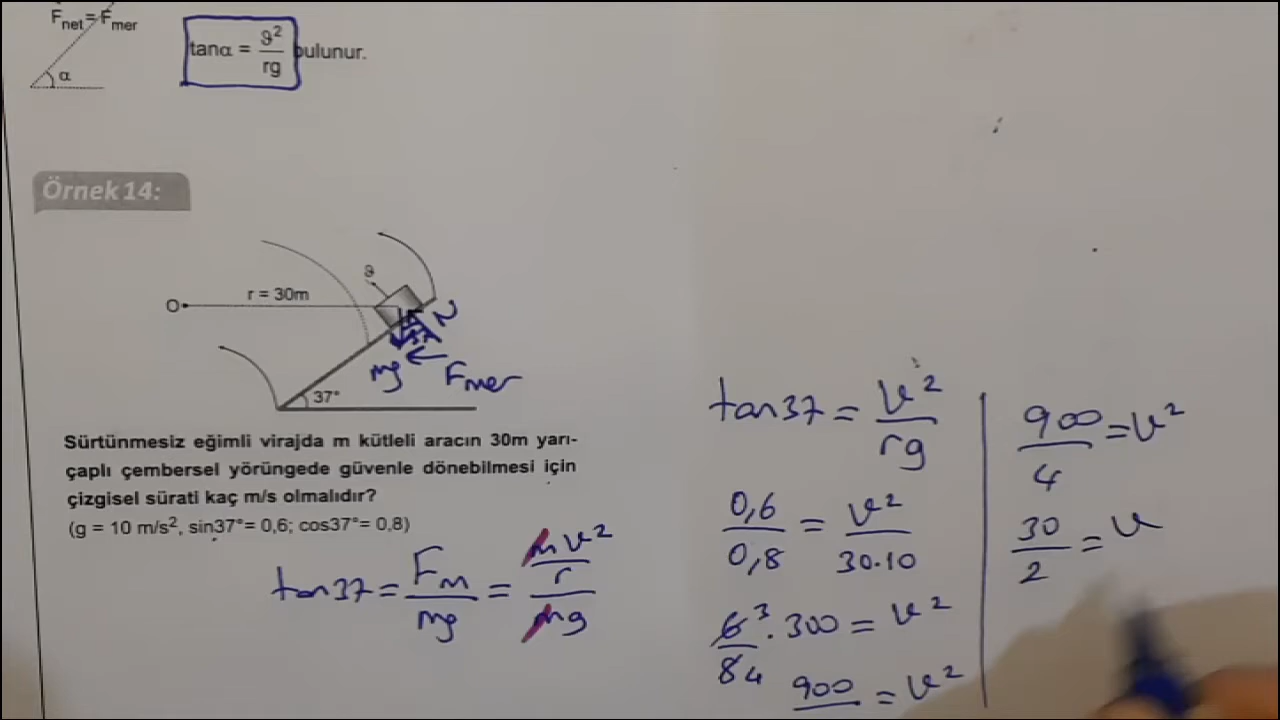 Fnet = Fmer
α
tanα = ϑ²/rg bulunur.
Örnek 14:
ϑ
r = 30m
O
N
mg
Fmer
37°
Sürtünmesiz eğimli virajda m kütleli aracın 30m yarı-
çaplı çembersel yörüngede güvenle dönebilmesi için
çizgisel sürati kaç m/s olmalıdır?
(g = 10 m/s², sin37°= 0,6; cos37°= 0,8)
tan37 = Fm/mg = (mv²/r)/mg
tan37 = v²/rg
0,6/0,8 = v²/30·10
6 3/8 4 · 300 = v²
900/ = v²
900/4 = v²
30/2 = v